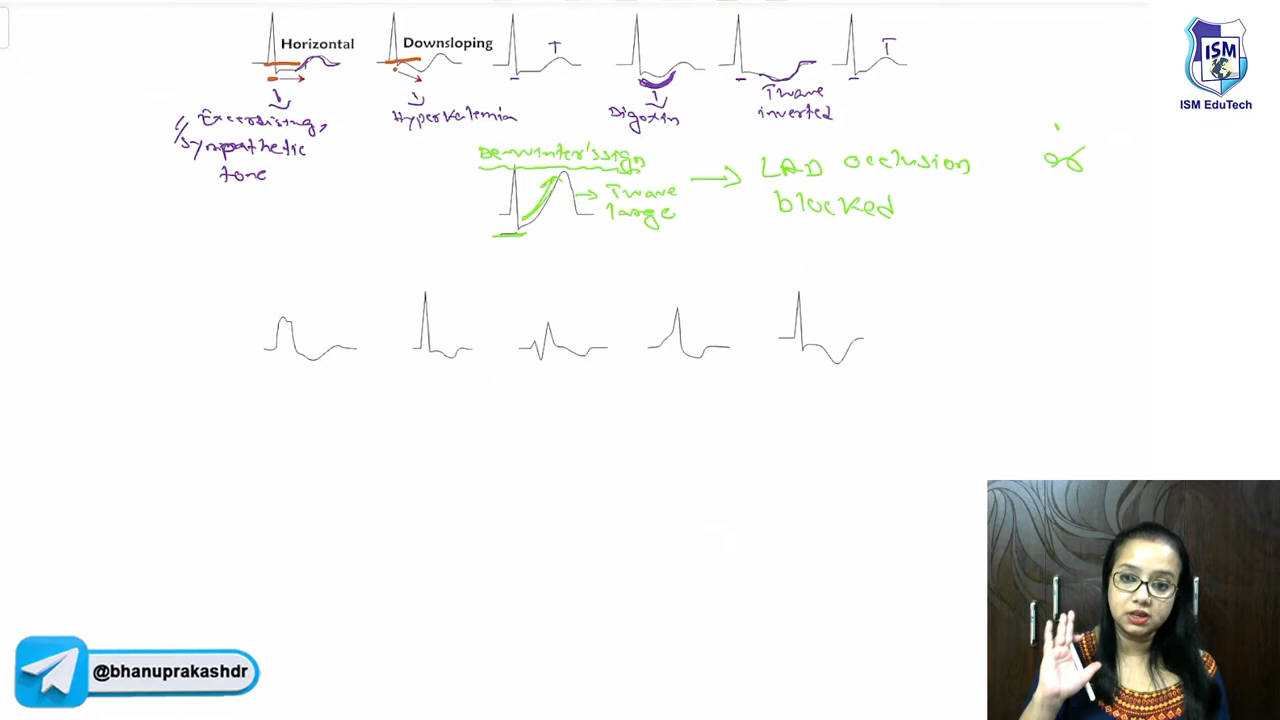 Horizontal
Downsloping
T
T
Excersising,
sympathetic
tone
Hyperkalemia
Digoxin
T wave
inverted
De-winter's sign
T wave
large
LAD occlusion
blocked
ISM
ISM EduTech
@bhanuprakashdr